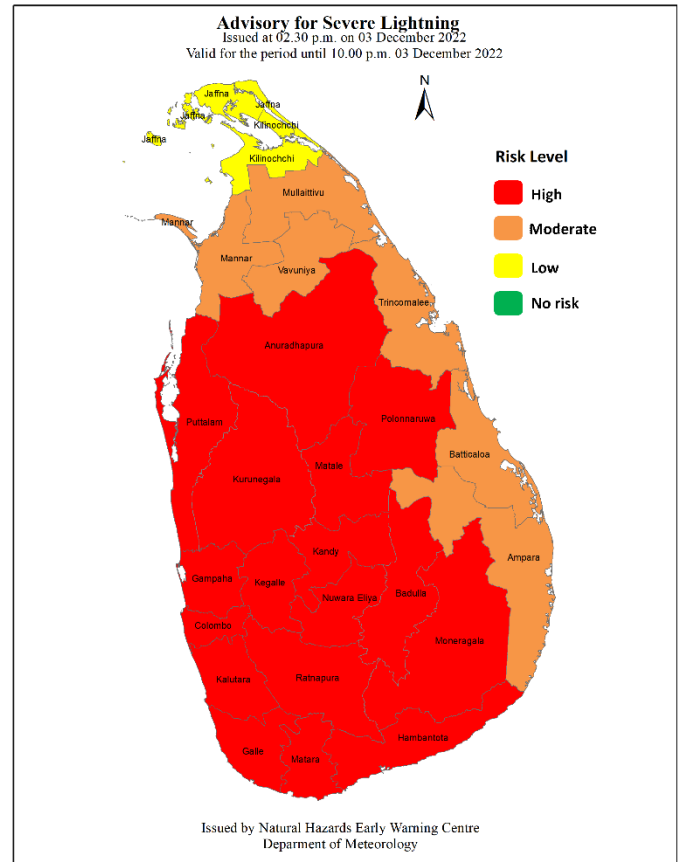 Advisory for Severe Lightning
Issued at 02.30 p.m. on 03 December 2022
Valid for the period until 10.00 p.m. 03 December 2022
N
Jaffna
Jaffna
Jaffna
Kilinochchi
Jaffna
Kilinochchi
Risk Level
High
Moderate
Low
No risk
Mullaittivu
Mannar
Mannar
Vavuniya
Trincomalee
Anuradhapura
Puttalam
Polonnaruwa
Batticaloa
Matale
Kurunegala
Kandy
Ampara
Gampaha
Kegalle
Nuwara Eliya
Badulla
Colombo
Moneragala
Kalutara
Ratnapura
Hambantota
Galle
Matara
Issued by Natural Hazards Early Warning Centre
Deparment of Meteorology